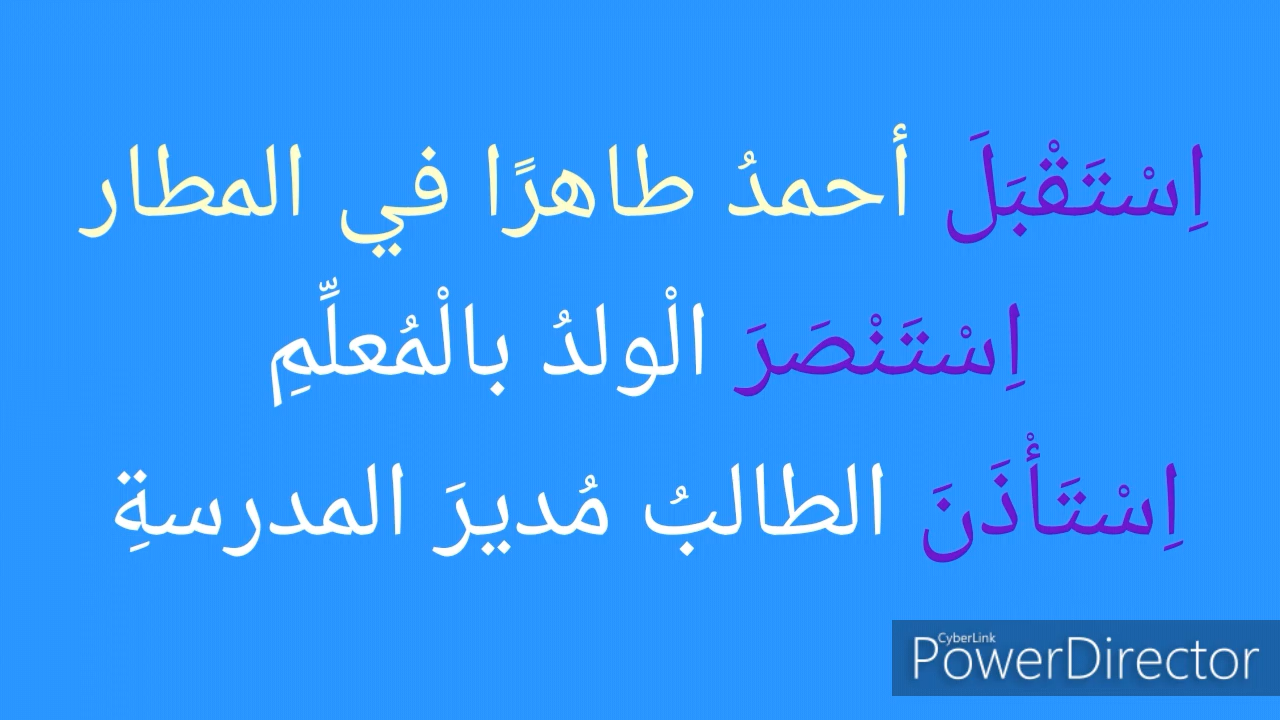 اِسْتَقْبَلَ أحمدُ طاهرًا في المطار
اِسْتَنْصَرَ الْولدُ بالْمُعلِّمِ
اِسْتَأْذَنَ الطالبُ مُديرَ المدرسةِ
CyberLink
PowerDirector